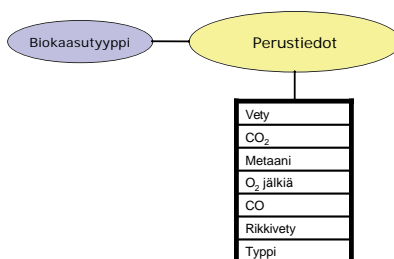 Biokaasutyyppi
Perustiedot
Vety
CO₂
Metaani
O₂ jälkiä
CO
Rikkivety
Typpi